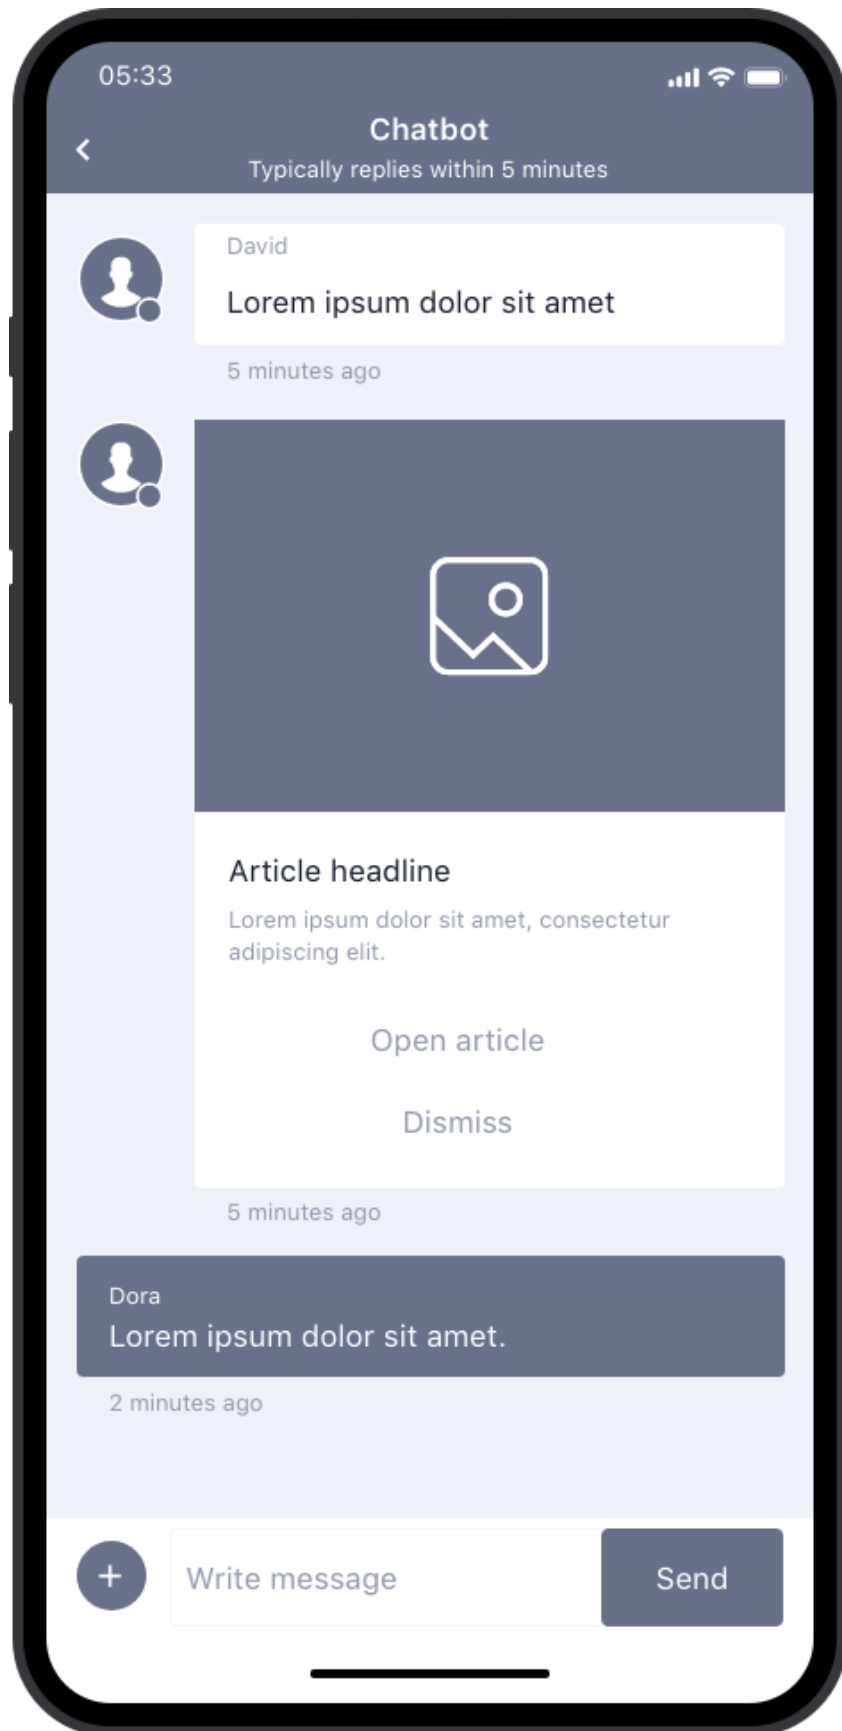 05:33
Chatbot
Typically replies within 5 minutes
David
Lorem ipsum dolor sit amet
5 minutes ago
Article headline
Lorem ipsum dolor sit amet, consectetur
adipiscing elit.
Open article
Dismiss
5 minutes ago
Dora
Lorem ipsum dolor sit amet.
2 minutes ago
+
Write message
Send